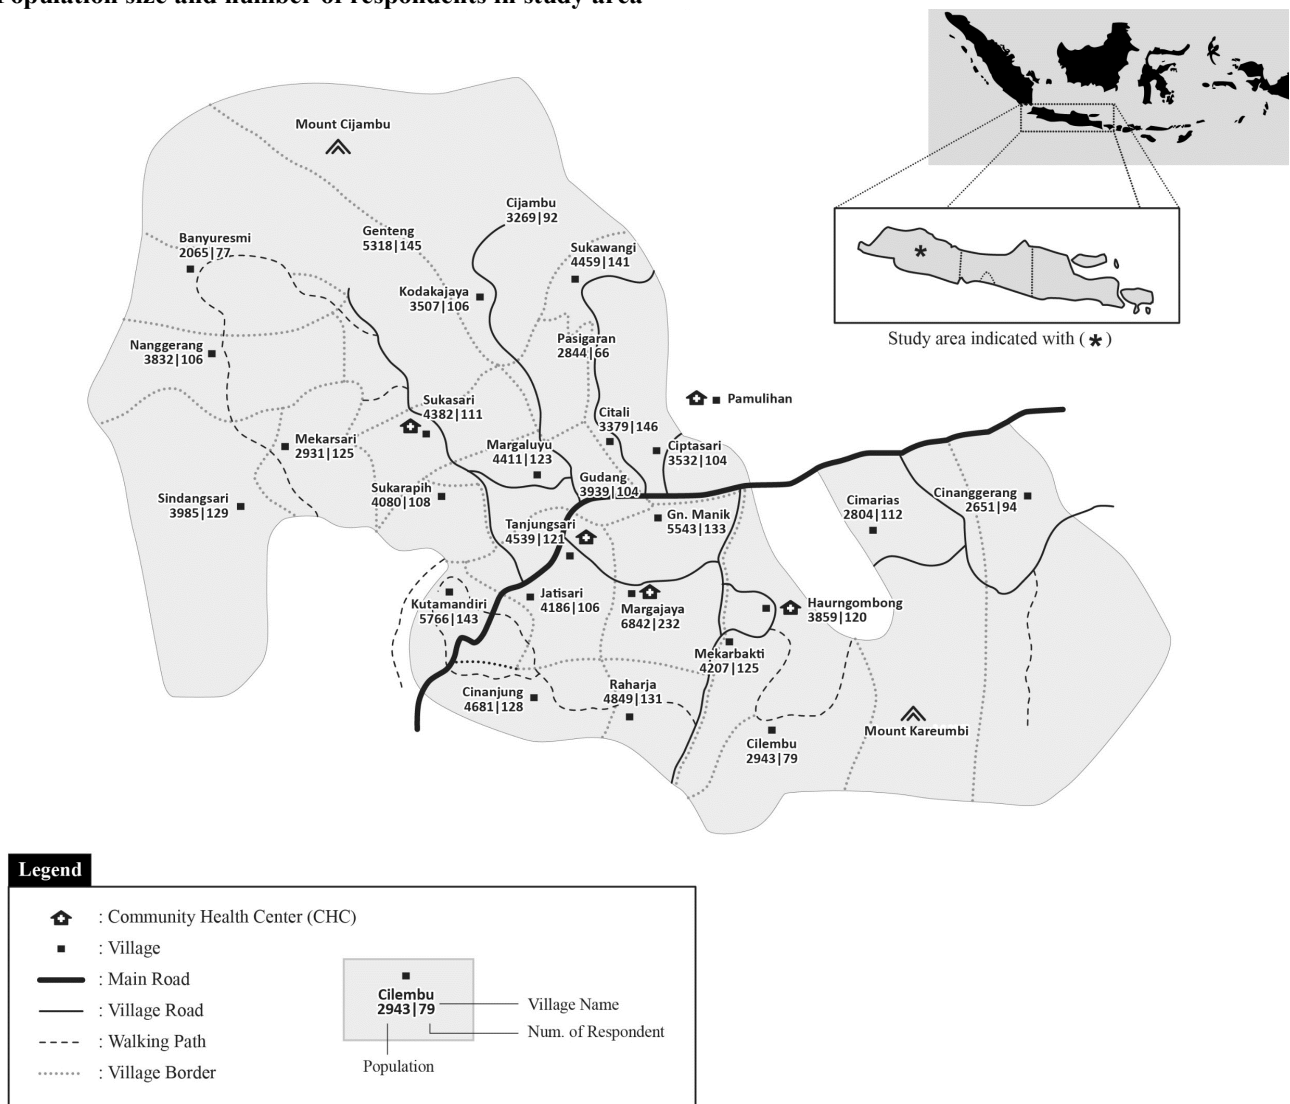 Population size and number of respondents in study area
Mount Cijambu
Cijambu
3269|92
Genteng
5318|145
Banyuresmi
2065|77
Sukawangi
4459|141
Kodakajaya
3507|106
Pasigaran
2844|66
Nanggerang
3832|106
Study area indicated with ( * )
Sukasari
4382|111
Pamulihan
Citali
3379|146
Mekarsari
2931|125
Margaluyu
4411|123
Ciptasari
3532|104
Gudang
3939|104
Sukarapih
4080|108
Sindangsari
3985|129
Cimarias
2804|112
Cinanggerang
2651|94
Gn. Manik
5543|133
Tanjungsari
4539|121
Jatisari
4186|106
Kutamandiri
5766|143
Margajaya
6842|232
Haurngombong
3859|120
Mekarbakti
4207|125
Cinanjung
4681|128
Raharja
4849|131
Mount Kareumbi
Cilembu
2943|79
Legend
: Community Health Center (CHC)
: Village
: Main Road
: Village Road
: Walking Path
: Village Border
Cilembu
2943|79
Village Name
Num. of Respondent
Population